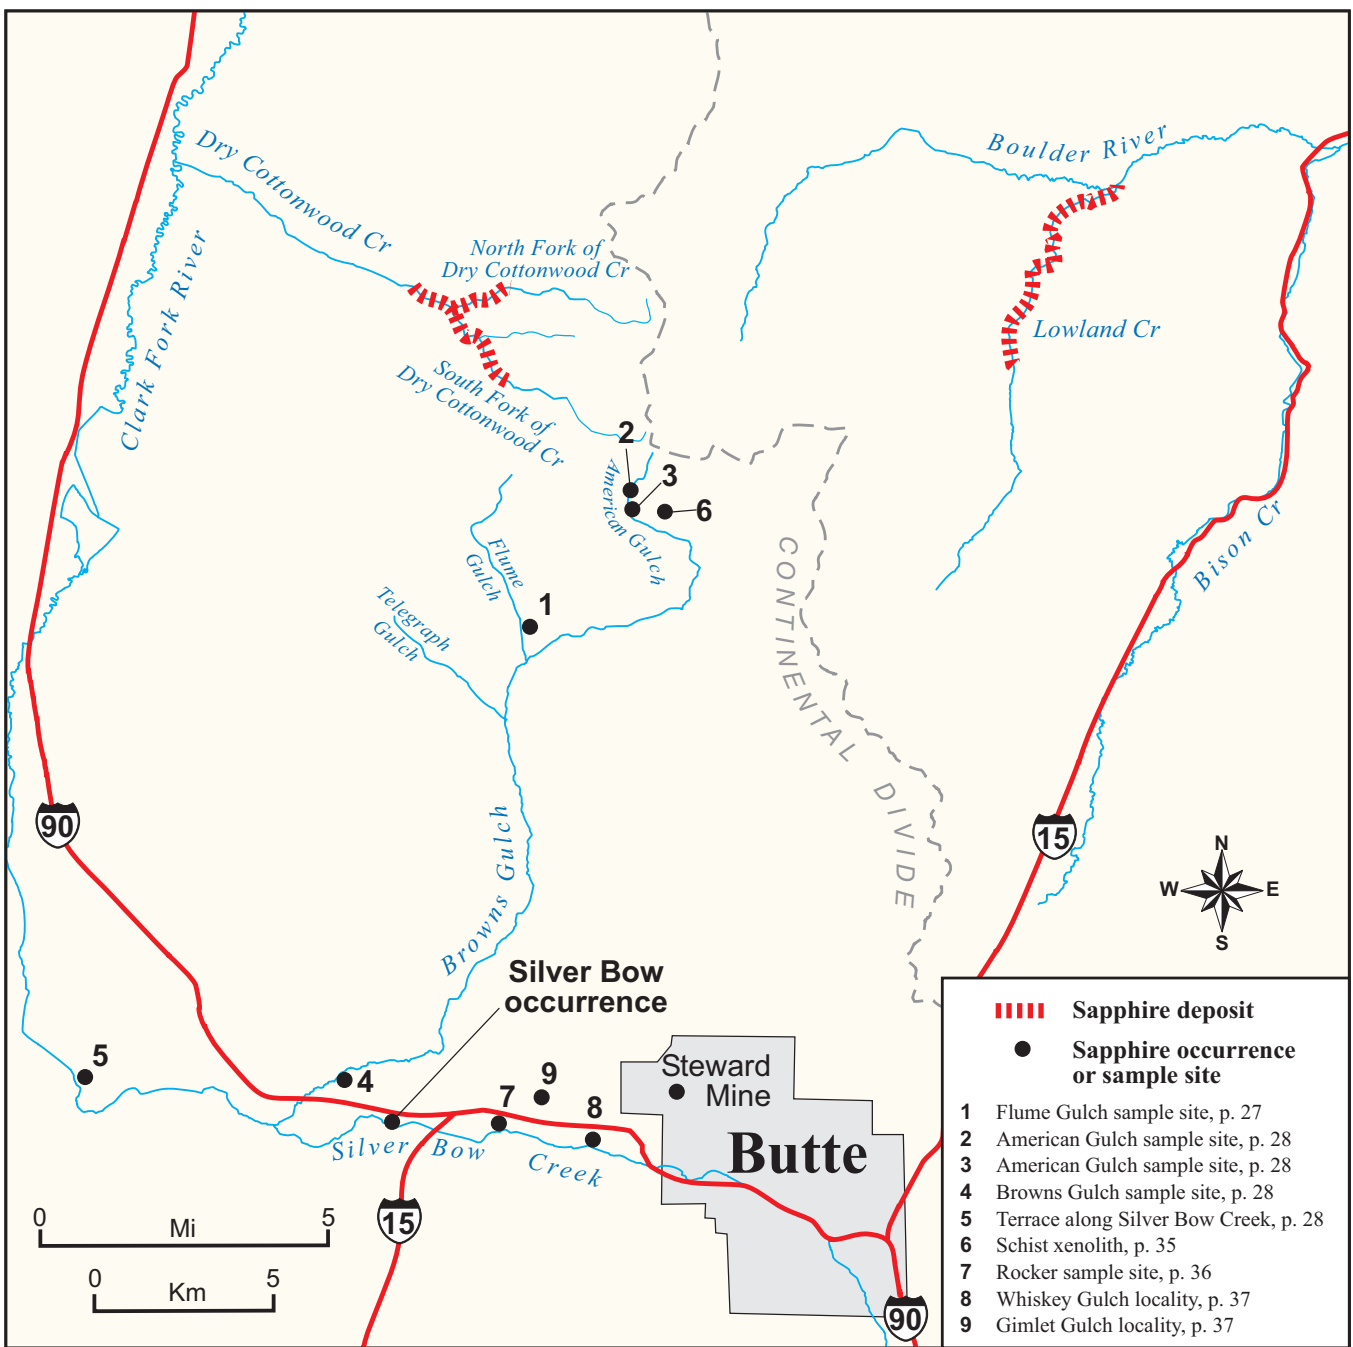 Boulder River
Dry Cottonwood Cr
North Fork of
Dry Cottonwood Cr
Clark Fork River
Lowland Cr
South Fork of
Dry Cottonwood Cr
2
3
6
American Gulch
Bison Cr
Flume
Gulch
1
Telegraph
Gulch
CONTINENTAL DIVIDE
90
15
Browns Gulch
N
W
E
S
Silver Bow
occurrence
5
4
9
7
8
Steward
Mine
Butte
Silver Bow Creek
15
90
0
5
Mi
0
5
Km
Sapphire deposit
Sapphire occurrence
or sample site
1 Flume Gulch sample site, p. 27
2 American Gulch sample site, p. 28
3 American Gulch sample site, p. 28
4 Browns Gulch sample site, p. 28
5 Terrace along Silver Bow Creek, p. 28
6 Schist xenolith, p. 35
7 Rocker sample site, p. 36
8 Whiskey Gulch locality, p. 37
9 Gimlet Gulch locality, p. 37